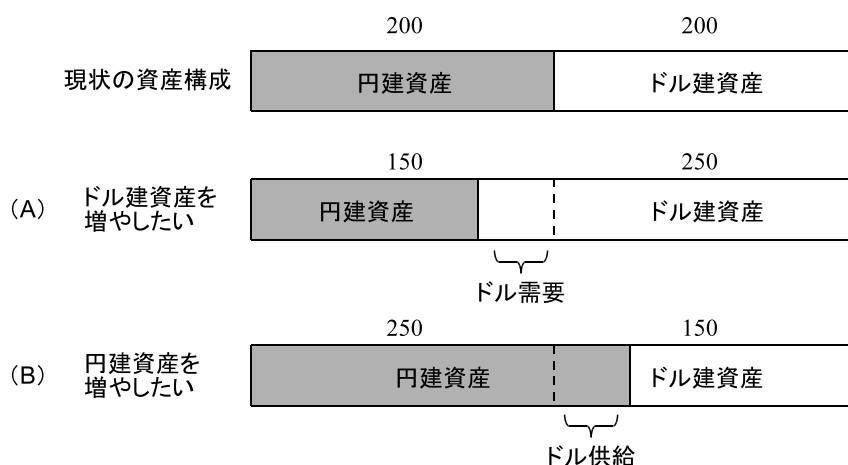 200 200
現状の資産構成 円建資産 ドル建資産
150 250
(A) ドル建資産を
増やしたい
円建資産 ドル建資産
ドル需要
250 150
(B) 円建資産を
増やしたい
円建資産 ドル建資産
ドル供給